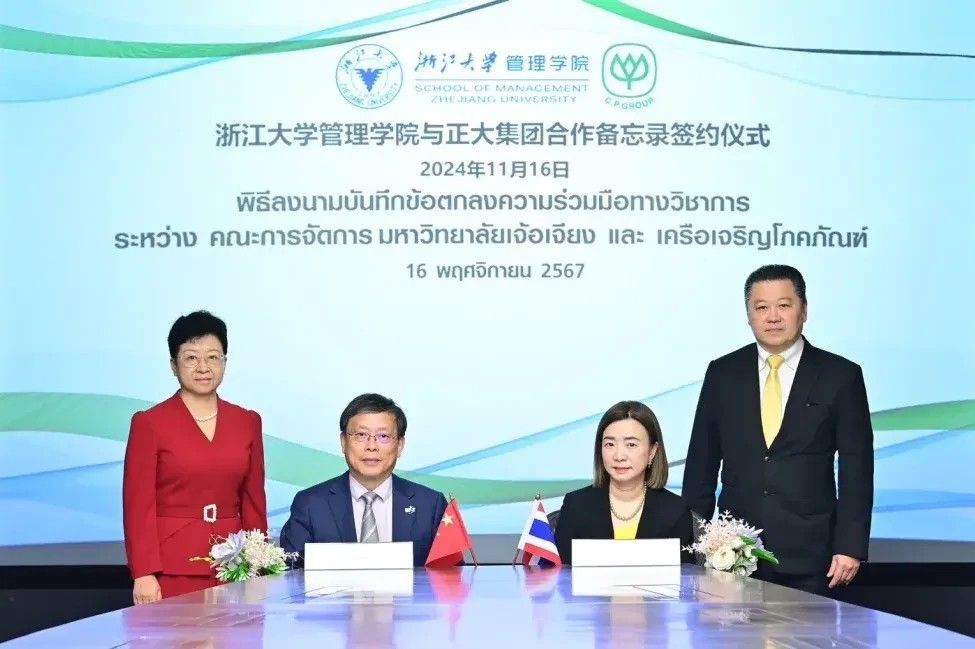 浙江大学
ZHEJIANG UNIVERSITY
浙江大学 管理学院
SCHOOL OF MANAGEMENT
ZHEJIANG UNIVERSITY
C.P.GROUP
浙江大学管理学院与正大集团合作备忘录签约仪式
2024年11月16日
พิธีลงนามบันทึกข้อตกลงความร่วมมือทางวิชาการ
ระหว่าง คณะการจัดการ มหาวิทยาลัยเจ้อเจียง และ เครือเจริญโภคภัณฑ์
16 พฤศจิกายน 2567